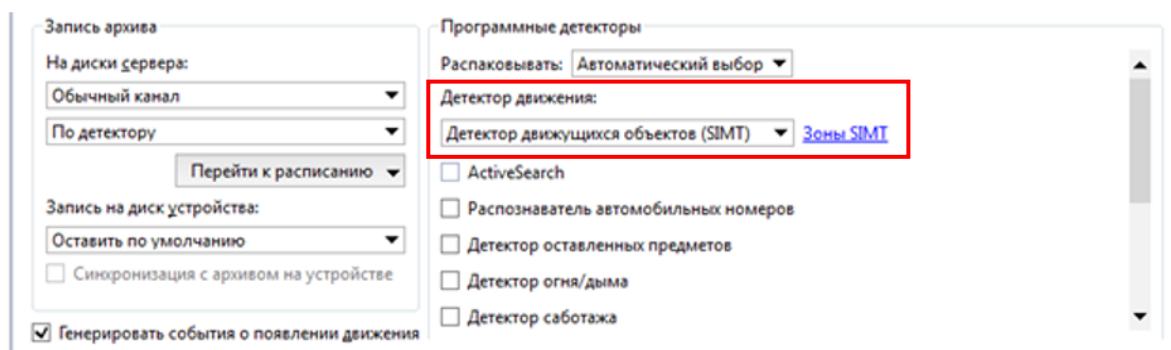 Запись архива
На диски сервера:
Обычный канал
По детектору
Перейти к расписанию
Запись на диск устройства:
Оставить по умолчанию
Синхронизация с архивом на устройстве
Генерировать события о появлении движения
Программные детекторы
Распаковывать: Автоматический выбор
Детектор движения:
Детектор движущихся объектов (SIMT) Зоны SIMT
ActiveSearch
Распознаватель автомобильных номеров
Детектор оставленных предметов
Детектор огня/дыма
Детектор саботажа